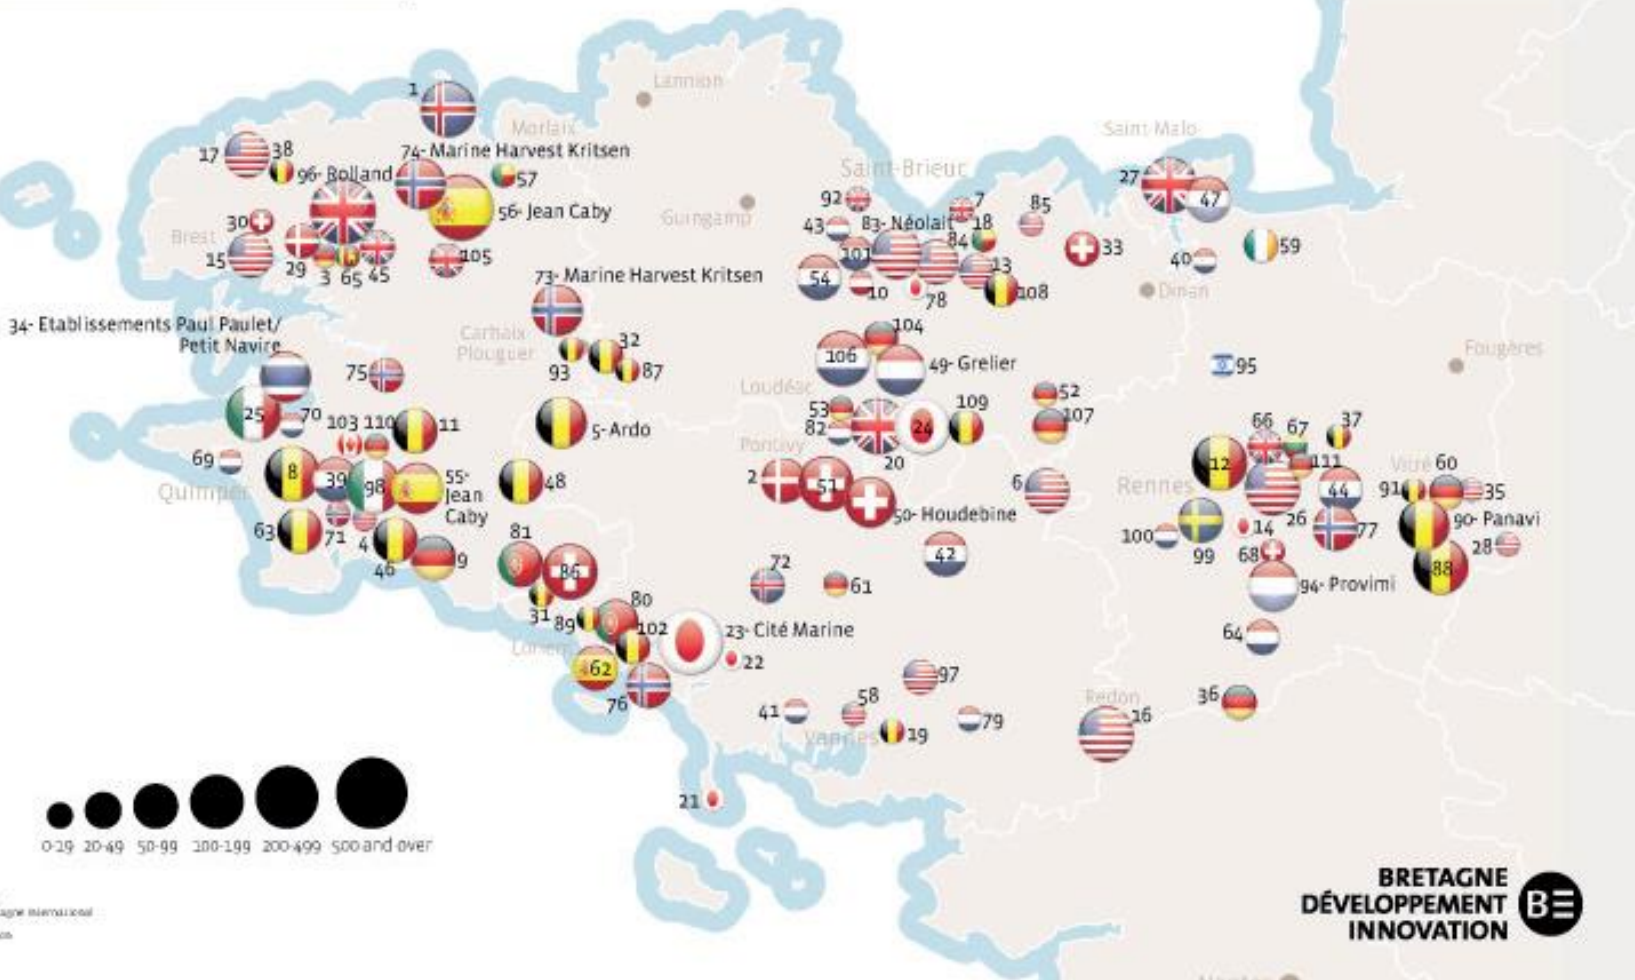 Lannion
1
Morlaix
Saint Malo
17
38
74- Marine Harvest Kritsen
96- Rolland
57
Saint-Brieuc
27
47
56- Jean Caby
Guingamp
92
7
85
30
43
83- Néolait
18
Brest
84
33
59
15
29
3
65
45
105
101
40
73- Marine Harvest Kritsen
54
13
10
78
108
Dinan
34- Etablissements Paul Paulet/
Petit Navire
Carhaix
Plouguer
32
104
93
87
106
49- Grelier
95
Fougères
75
Loudéac
52
25
70
103
110
11
5- Ardo
53
82
24
109
107
66
67
37
69
Pontivy
20
12
111
Vitré
60
8
39
98
55-
Jean
Caby
48
2
51
6
Rennes
44
91
35
Quimper
50- Houdebine
26
77
90- Panavi
63
71
4
100
99
14
28
46
9
81
86
42
68
88
72
61
94- Provimi
31
89
80
102
23- Cité Marine
64
Lorient
62
22
76
97
36
41
58
79
Redon
16
Vannes
19
21
0-19
20-49
50-99
100-199
200-499
500 and over
BRETAGNE
DÉVELOPPEMENT
INNOVATION